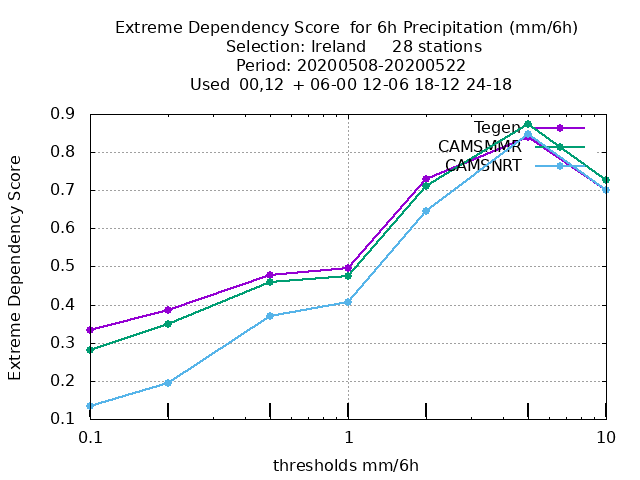 Extreme Dependency Score  for 6h Precipitation (mm/6h)
Selection: Ireland     28 stations
Period: 20200508-20200522
Used  00,12  + 06-00 12-06 18-12 24-18
Tegen
CAMSMMR
CAMSNRT
Extreme Dependency Score
0.9
0.8
0.7
0.6
0.5
0.4
0.3
0.2
0.1
0.1 1 10
thresholds mm/6h